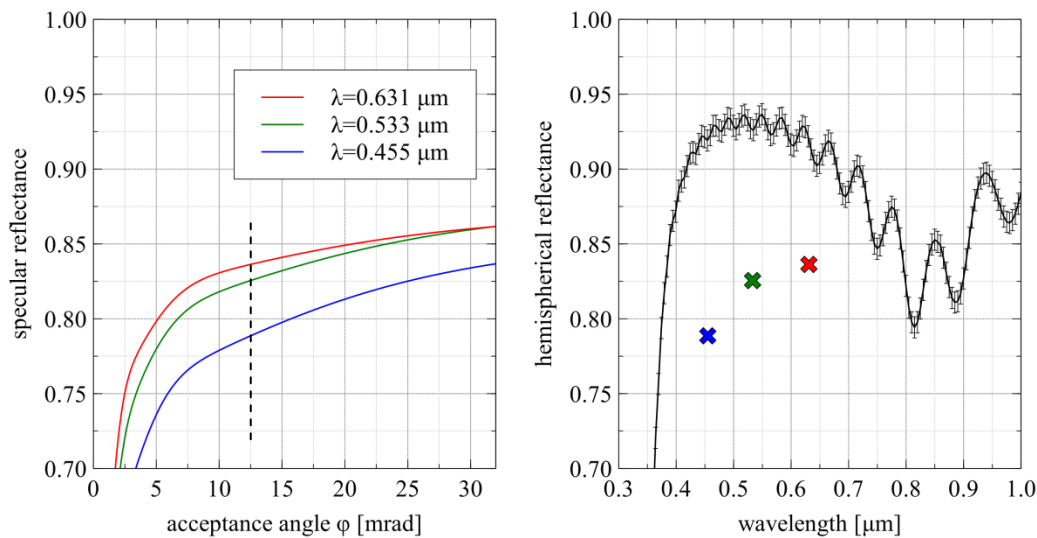 1.00
0.95
0.90
0.85
0.80
0.75
0.70
specular reflectance
λ=0.631 μm
λ=0.533 μm
λ=0.455 μm
0 5 10 15 20 25 30
acceptance angle φ [mrad]
1.00
0.95
0.90
0.85
0.80
0.75
0.70
hemispherical reflectance
0.3 0.4 0.5 0.6 0.7 0.8 0.9 1.0
wavelength [μm]